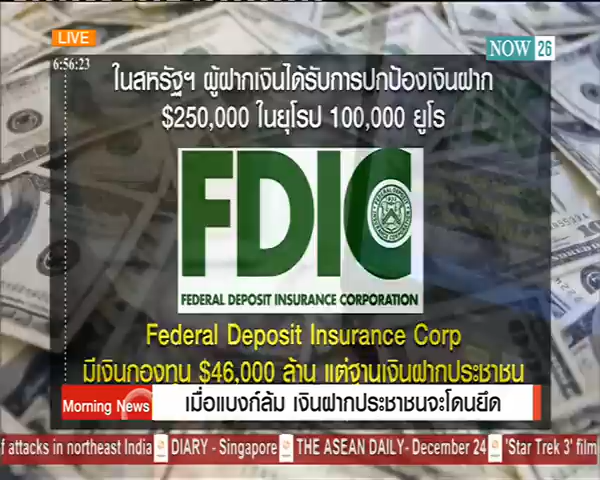 LIVE
NOW 26
6:56:23
ในสหรัฐฯ ผู้ฝากเงินได้รับการปกป้องเงินฝาก
$250,000 ในยุโรป 100,000 ยูโร
FDIC
FEDERAL DEPOSIT INSURANCE CORPORATION
Federal Deposit Insurance Corp
มีเงินกองทุน $46,000 ล้าน แต่ฐานเงินฝากประชาชน
Morning News
เมื่อแบงก์ล้ม เงินฝากประชาชนจะโดนยึด
f attacks in northeast India DIARY - Singapore THE ASEAN DAILY- December 24 'Star Trek 3' film